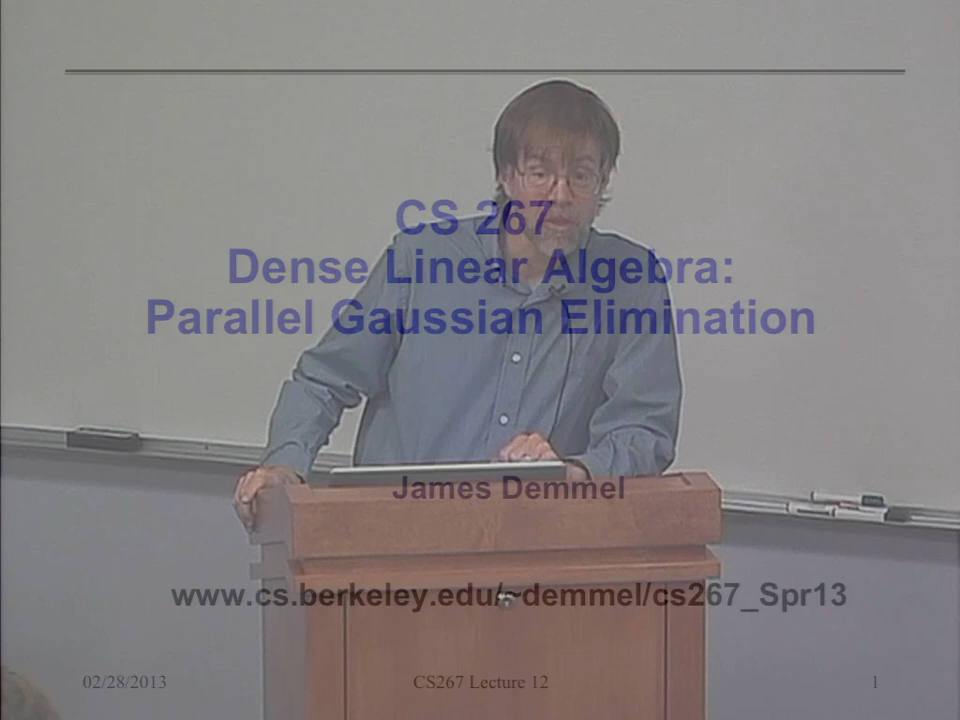 CS 267
Dense Linear Algebra:
Parallel Gaussian Elimination
James Demmel
www.cs.berkeley.edu/~demmel/cs267_Spr13
02/28/2013 CS267 Lecture 12 1